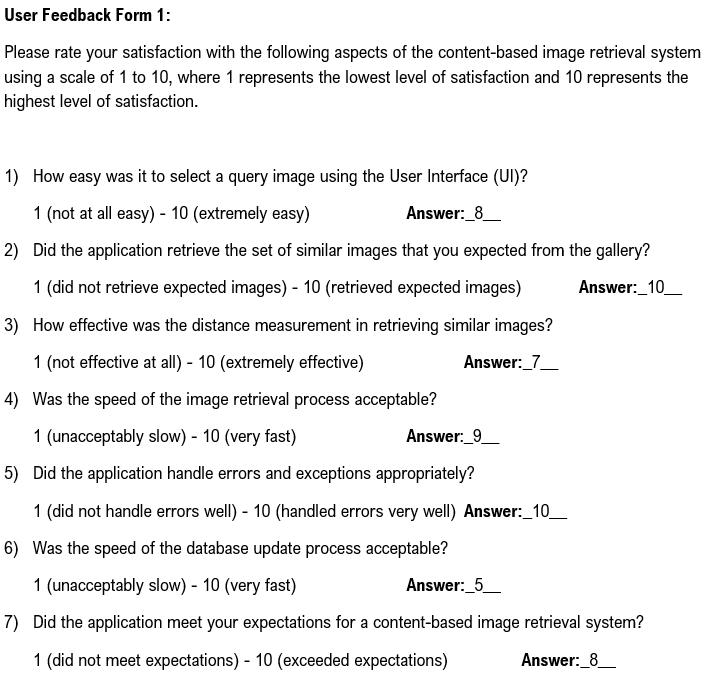 User Feedback Form 1:
Please rate your satisfaction with the following aspects of the content-based image retrieval system
using a scale of 1 to 10, where 1 represents the lowest level of satisfaction and 10 represents the
highest level of satisfaction.
1) How easy was it to select a query image using the User Interface (UI)?
1 (not at all easy) - 10 (extremely easy) Answer:_8__
2) Did the application retrieve the set of similar images that you expected from the gallery?
1 (did not retrieve expected images) - 10 (retrieved expected images) Answer:_10__
3) How effective was the distance measurement in retrieving similar images?
1 (not effective at all) - 10 (extremely effective) Answer:_7__
4) Was the speed of the image retrieval process acceptable?
1 (unacceptably slow) - 10 (very fast) Answer:_9__
5) Did the application handle errors and exceptions appropriately?
1 (did not handle errors well) - 10 (handled errors very well) Answer:_10__
6) Was the speed of the database update process acceptable?
1 (unacceptably slow) - 10 (very fast) Answer:_5__
7) Did the application meet your expectations for a content-based image retrieval system?
1 (did not meet expectations) - 10 (exceeded expectations) Answer:_8__